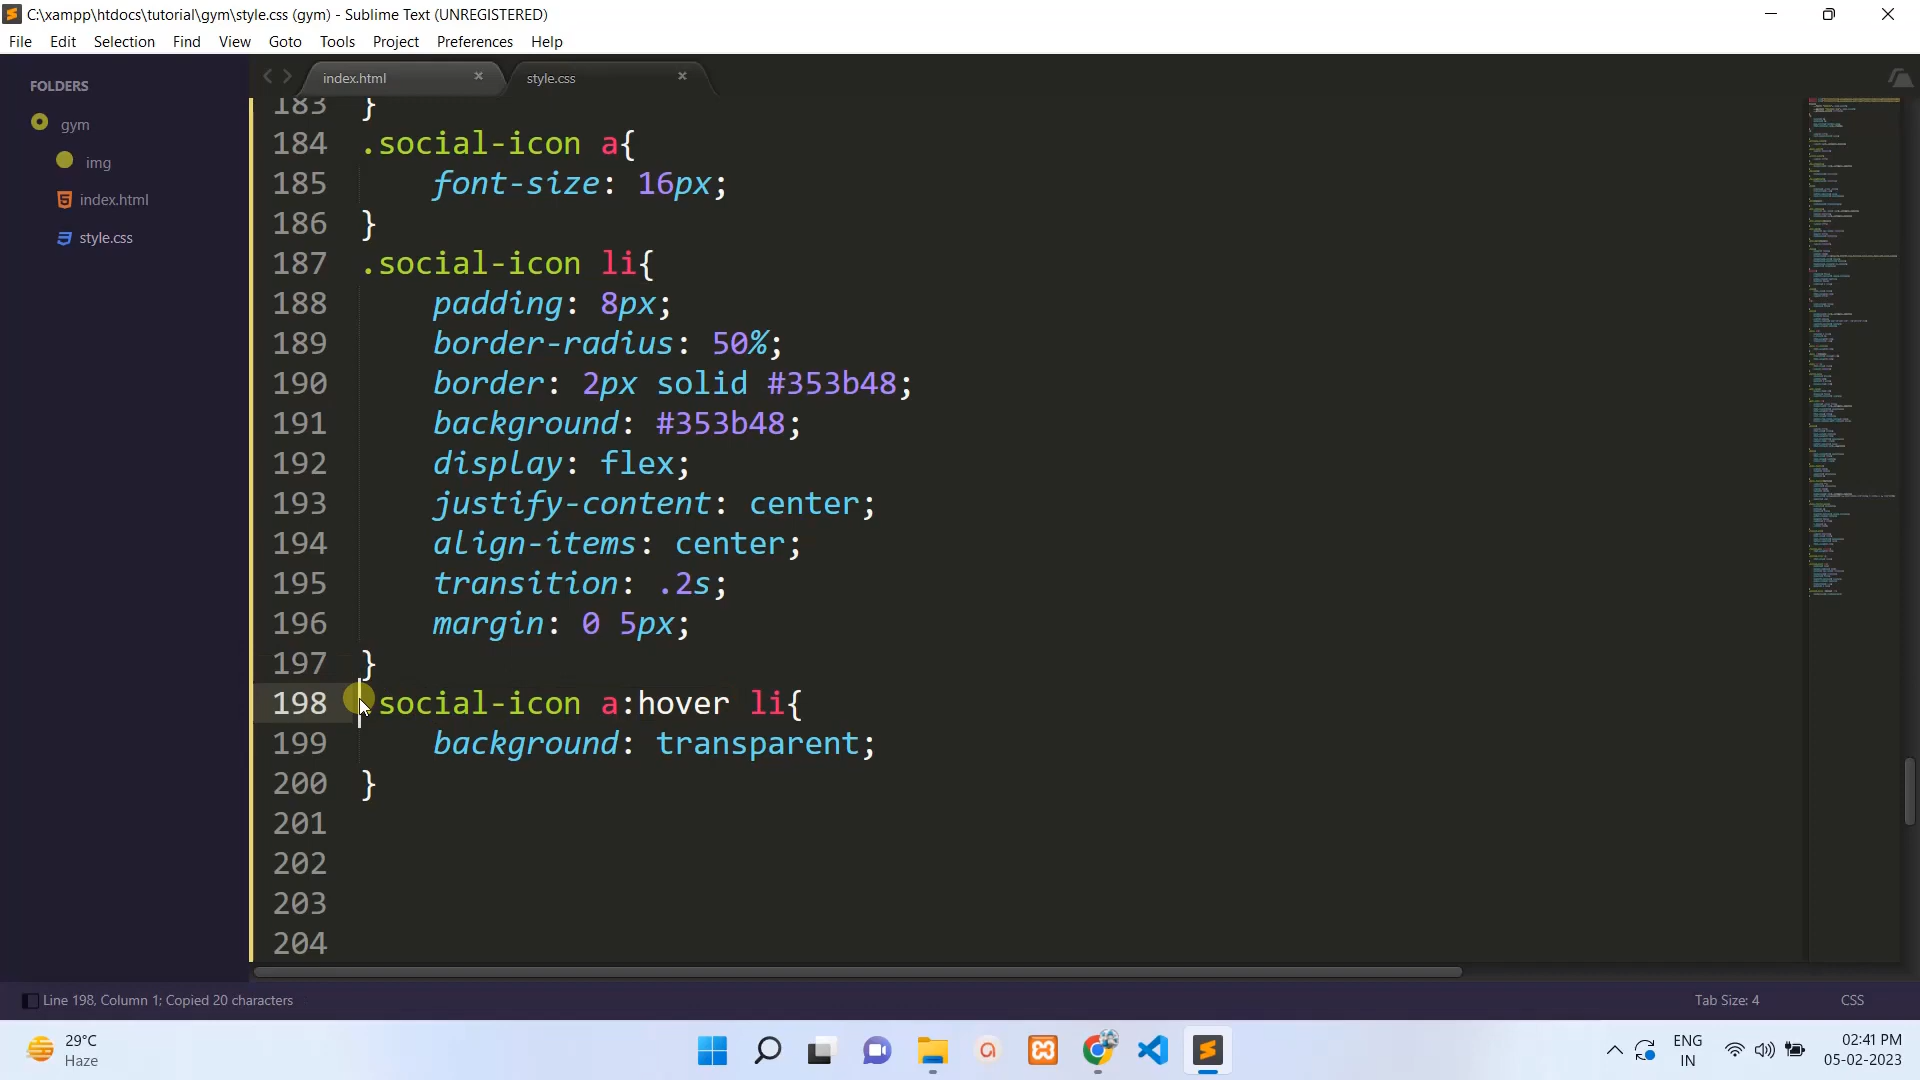 C:\xampp\htdocs\tutorial\gym\style.css (gym) - Sublime Text (UNREGISTERED)
File Edit Selection Find View Goto Tools Project Preferences Help
FOLDERS
gym
img
index.html
style.css
index.html
style.css
183 }
184 .social-icon a{
185 font-size: 16px;
186 }
187 .social-icon li{
188 padding: 8px;
189 border-radius: 50%;
190 border: 2px solid #353b48;
191 background: #353b48;
192 display: flex;
193 justify-content: center;
194 align-items: center;
195 transition: .2s;
196 margin: 0 5px;
197 }
198 .social-icon a:hover li{
199 background: transparent;
200 }
201
202
203
204
Line 198, Column 1; Copied 20 characters
Tab Size: 4
CSS
29°C
Haze
ENG
IN
02:41 PM
05-02-2023